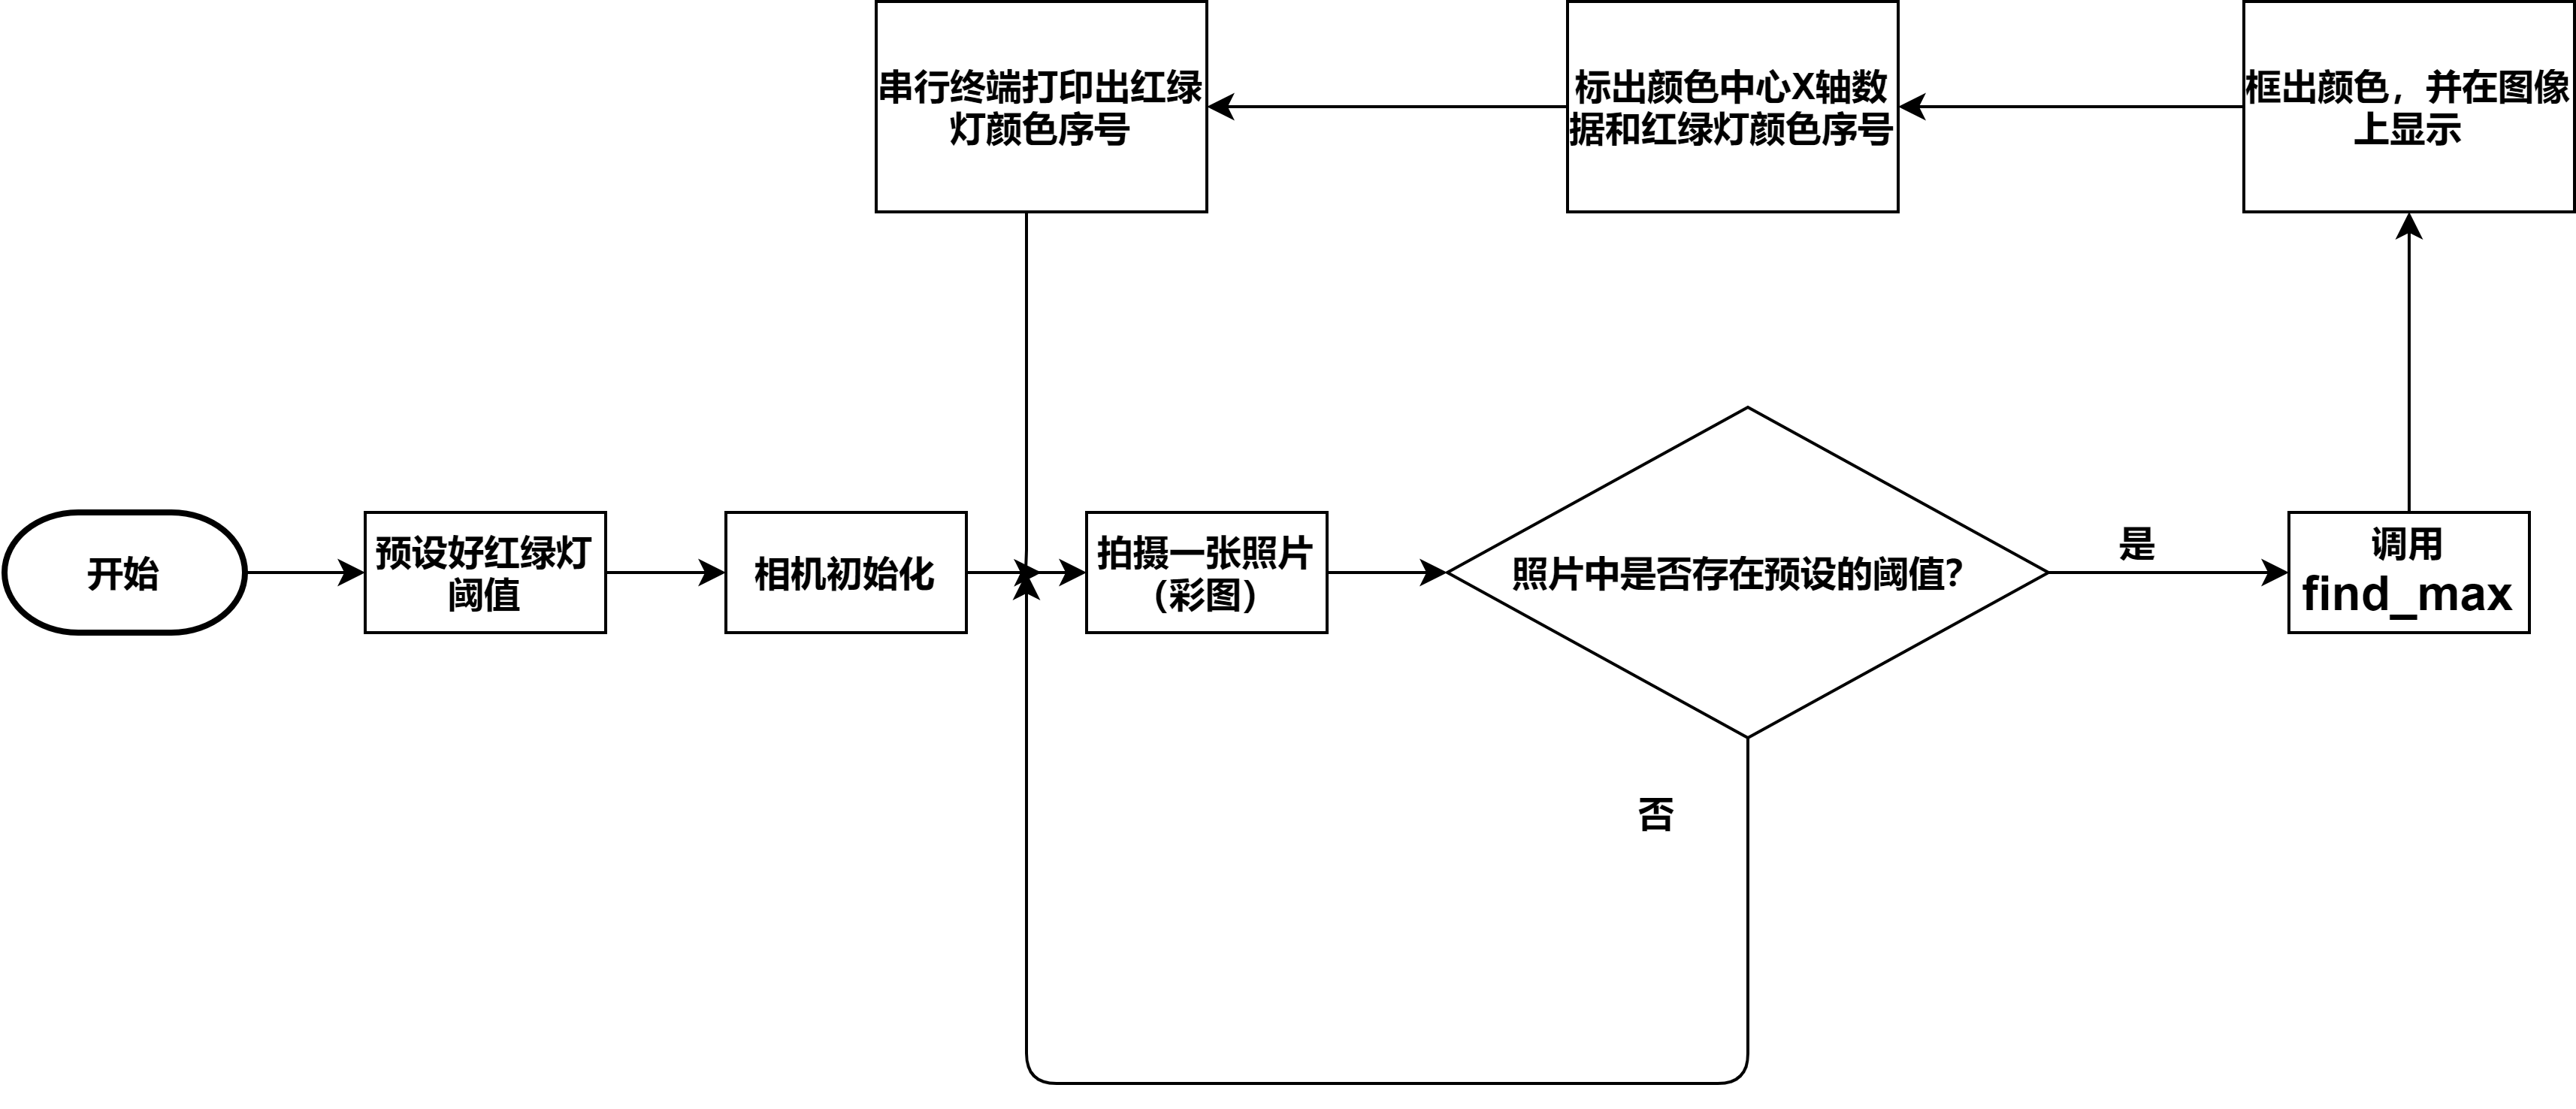 串行终端打印出红绿
灯颜色序号
标出颜色中心X轴数
据和红绿灯颜色序号
框出颜色，并在图像
上显示
开始
预设好红绿灯
阈值
相机初始化
拍摄一张照片
（彩图）
照片中是否存在预设的阈值？
是
调用
find_max
否